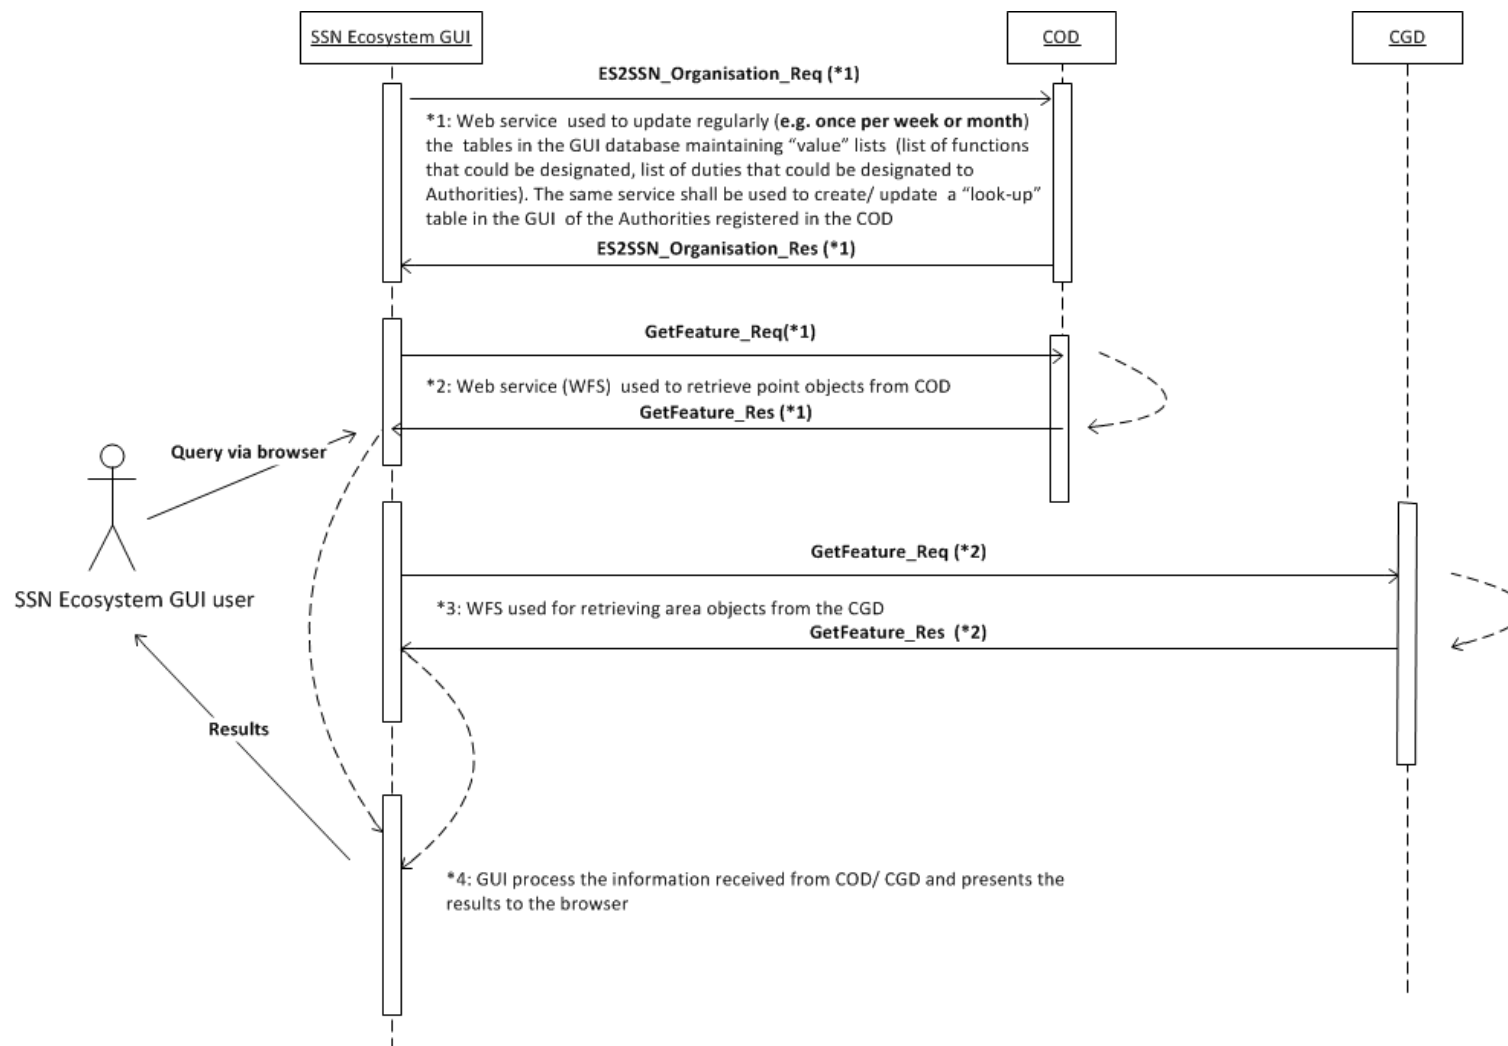 SSN Ecosystem GUI
COD
CGD
ES2SSN_Organisation_Req (*1)
*1: Web service used to update regularly (e.g. once per week or month)
the tables in the GUI database maintaining “value” lists (list of functions
that could be designated, list of duties that could be designated to
Authorities). The same service shall be used to create/ update a “look-up”
table in the GUI of the Authorities registered in the COD
ES2SSN_Organisation_Res (*1)
GetFeature_Req(*1)
*2: Web service (WFS) used to retrieve point objects from COD
GetFeature_Res (*1)
Query via browser
SSN Ecosystem GUI user
GetFeature_Req (*2)
*3: WFS used for retrieving area objects from the CGD
GetFeature_Res (*2)
Results
*4: GUI process the information received from COD/ CGD and presents the
results to the browser